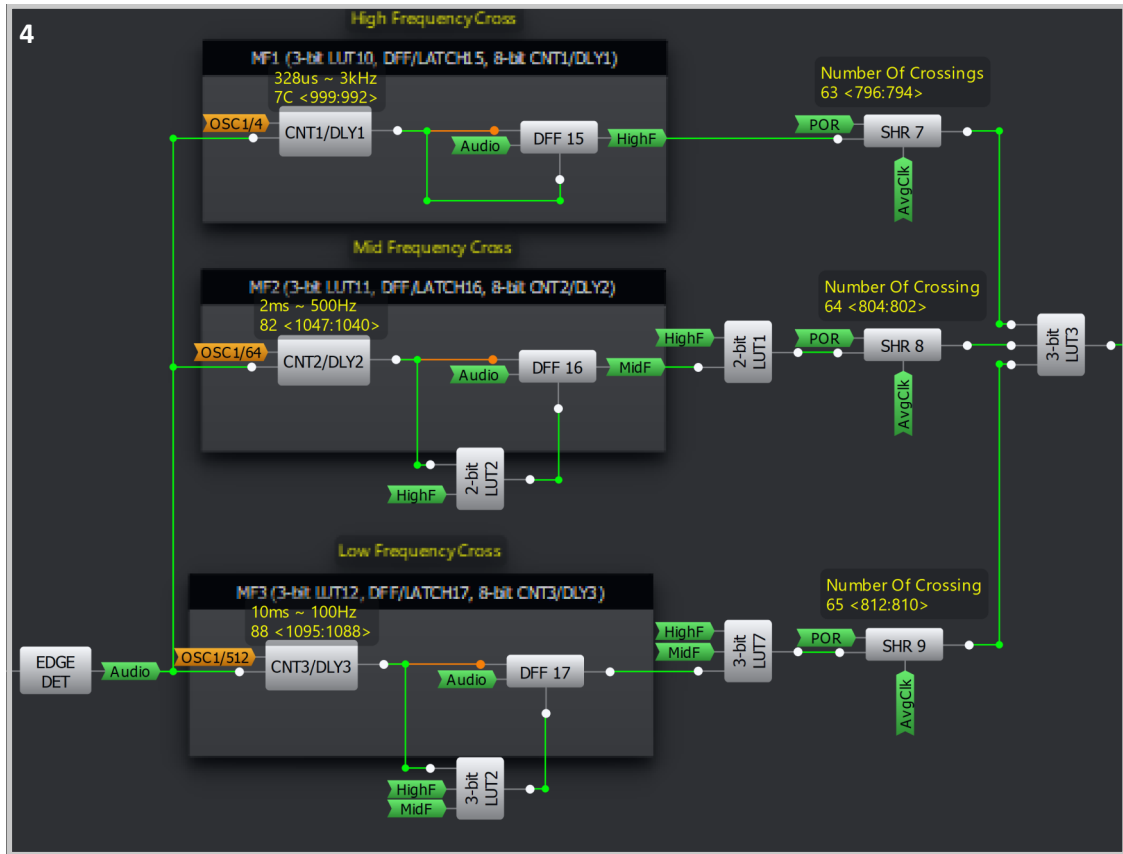 4
High Frequency Cross
MF1 (3-bit LUT10, DFF/LATCH15, 8-bit CNT1/DLY1)
328us ~ 3kHz
7C <999:992>
OSC1/4
CNT1/DLY1
Audio
DFF 15
HighF
Number Of Crossings
63 <796:794>
POR
SHR 7
AvgClk
Mid Frequency Cross
MF2 (3-bit LUT11, DFF/LATCH16, 8-bit CNT2/DLY2)
2ms ~ 500Hz
82 <1047:1040>
OSC1/64
CNT2/DLY2
Audio
DFF 16
MidF
HighF
2-bit
LUT2
HighF
2-bit
LUT1
Number Of Crossing
64 <804:802>
POR
SHR 8
AvgClk
3-bit
LUT3
Low Frequency Cross
MF3 (3-bit LUT12, DFF/LATCH17, 8-bit CNT3/DLY3)
10ms ~ 100Hz
88 <1095:1088>
EDGE
DET
Audio
OSC1/512
CNT3/DLY3
Audio
DFF 17
HighF
MidF
3-bit
LUT2
HighF
MidF
3-bit
LUT7
Number Of Crossing
65 <812:810>
POR
SHR 9
AvgClk